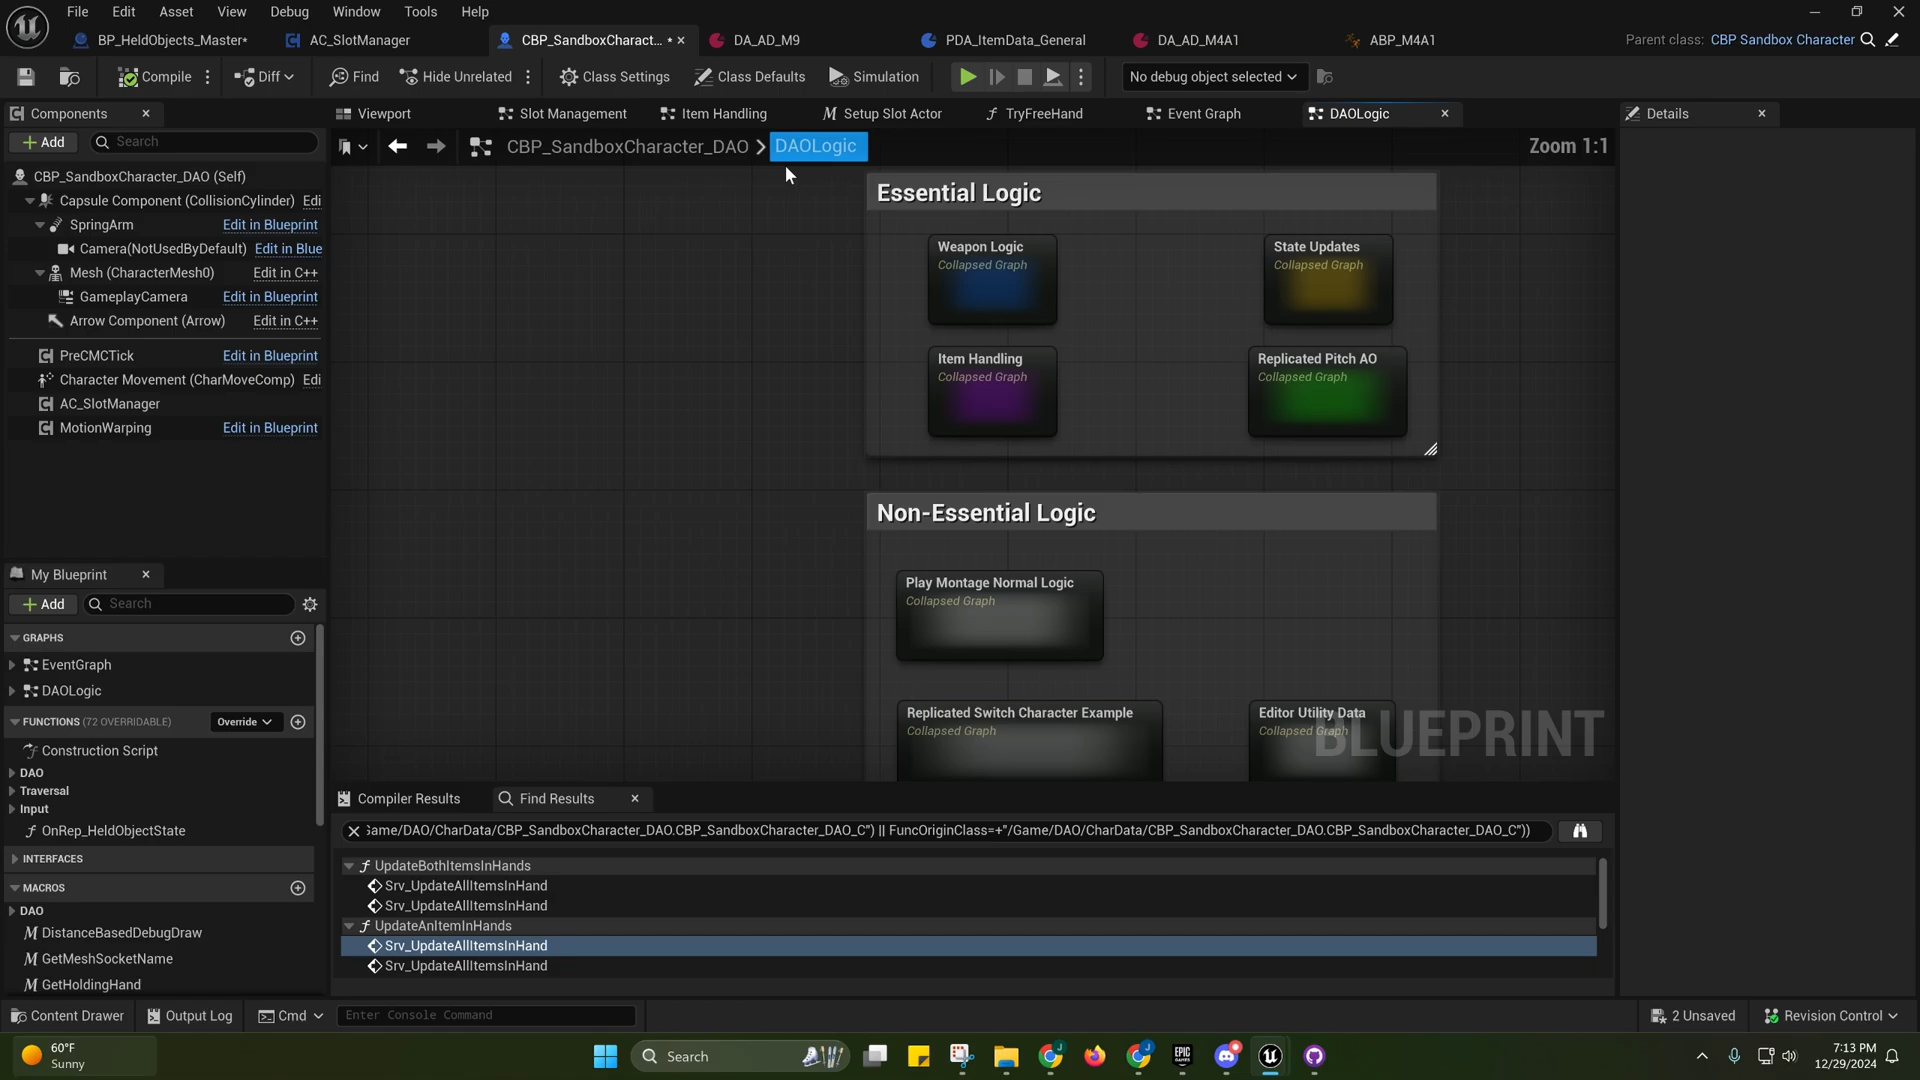 File Edit Asset View Debug Window Tools Help
BP_HeldObjects_Master* AC_SlotManager CBP_SandboxCharact... * DA_AD_M9 PDA_ItemData_General DA_AD_M4A1 ABP_M4A1 Parent class: CBP Sandbox Character
Compile Diff Find Hide Unrelated Class Settings Class Defaults Simulation No debug object selected
Components Viewport Slot Management Item Handling Setup Slot Actor TryFreeHand Event Graph DAOLogic Details
Add Search CBP_SandboxCharacter_DAO > DAOLogic Zoom 1:1
CBP_SandboxCharacter_DAO (Self)
Capsule Component (CollisionCylinder) Edi
SpringArm Edit in Blueprint
Camera(NotUsedByDefault) Edit in Blue
Mesh (CharacterMesh0) Edit in C++
GameplayCamera Edit in Blueprint
Arrow Component (Arrow) Edit in C++
PreCMCTick Edit in Blueprint
Character Movement (CharMoveComp) Edi
AC_SlotManager
MotionWarping Edit in Blueprint
Essential Logic
Weapon Logic
Collapsed Graph
State Updates
Collapsed Graph
Item Handling
Collapsed Graph
Replicated Pitch AO
Collapsed Graph
Non-Essential Logic
Play Montage Normal Logic
Collapsed Graph
Replicated Switch Character Example
Collapsed Graph
Editor Utility Data
Collapsed Graph
BLUEPRINT
My Blueprint
Add Search
GRAPHS
EventGraph
DAOLogic
FUNCTIONS (72 OVERRIDABLE) Override
Construction Script
DAO
Traversal
Input
OnRep_HeldObjectState
INTERFACES
MACROS
DAO
DistanceBasedDebugDraw
GetMeshSocketName
GetHoldingHand
Compiler Results Find Results
Game/DAO/CharData/CBP_SandboxCharacter_DAO.CBP_SandboxCharacter_DAO_C") || FuncOriginClass=+"/Game/DAO/CharData/CBP_SandboxCharacter_DAO.CBP_SandboxCharacter_DAO_C"))
UpdateBothItemsInHands
Srv_UpdateAllItemsInHand
Srv_UpdateAllItemsInHand
UpdateAnItemInHands
Srv_UpdateAllItemsInHand
Srv_UpdateAllItemsInHand
Content Drawer Output Log Cmd Enter Console Command 2 Unsaved Revision Control
60°F
Sunny
Search
EPIC GAMES
7:13 PM
12/29/2024